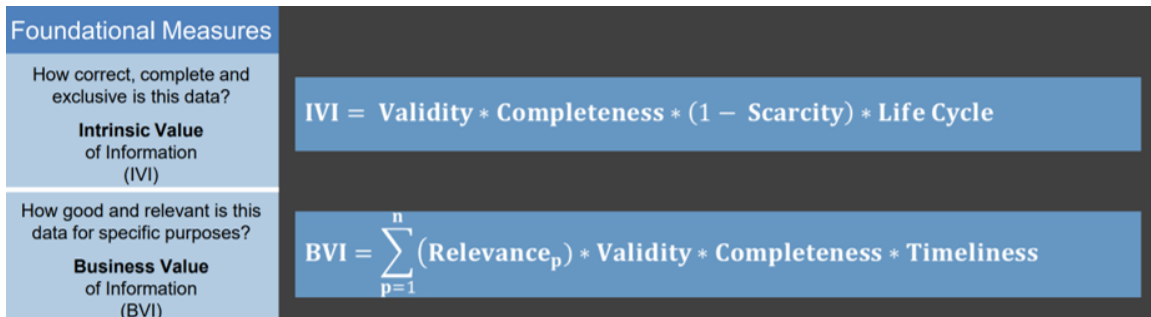 Foundational Measures
How correct, complete and
exclusive is this data?
Intrinsic Value
of Information
(IVI)
IVI = Validity * Completeness * (1 − Scarcity) * Life Cycle
How good and relevant is this
data for specific purposes?
Business Value
of Information
(BVI)
n
BVI = ∑ (Relevance_p) * Validity * Completeness * Timeliness
p=1